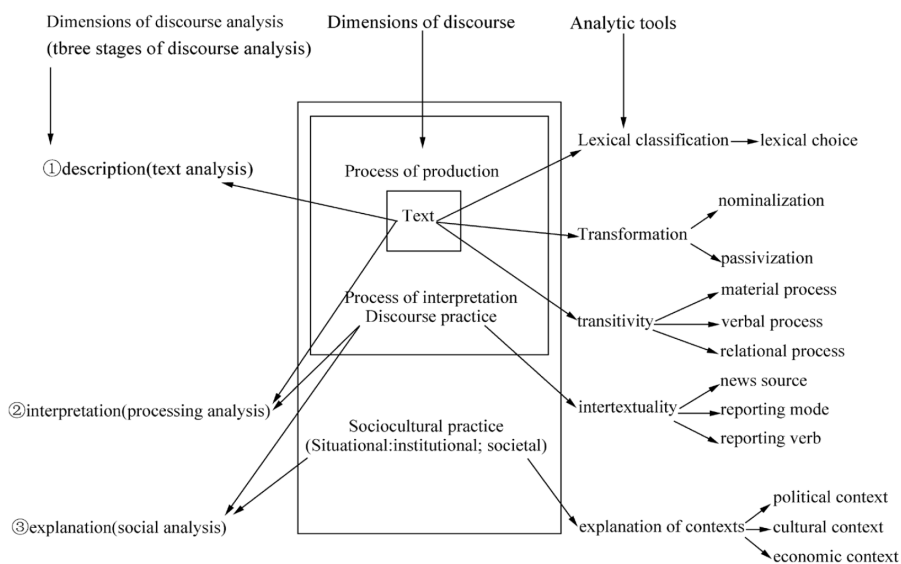 Dimensions of discourse analysis
(tbree stages of discourse analysis)
Dimensions of discourse
Analytic tools
①description(text analysis)
②interpretation(processing analysis)
③explanation(social analysis)
Process of production
Text
Process of interpretation
Discourse practice
Sociocultural practice
(Situational:institutional; societal)
Lexical classification
lexical choice
Transformation
nominalization
passivization
transitivity
material process
verbal process
relational process
intertextuality
news source
reporting mode
reporting verb
explanation of contexts
political context
cultural context
economic context